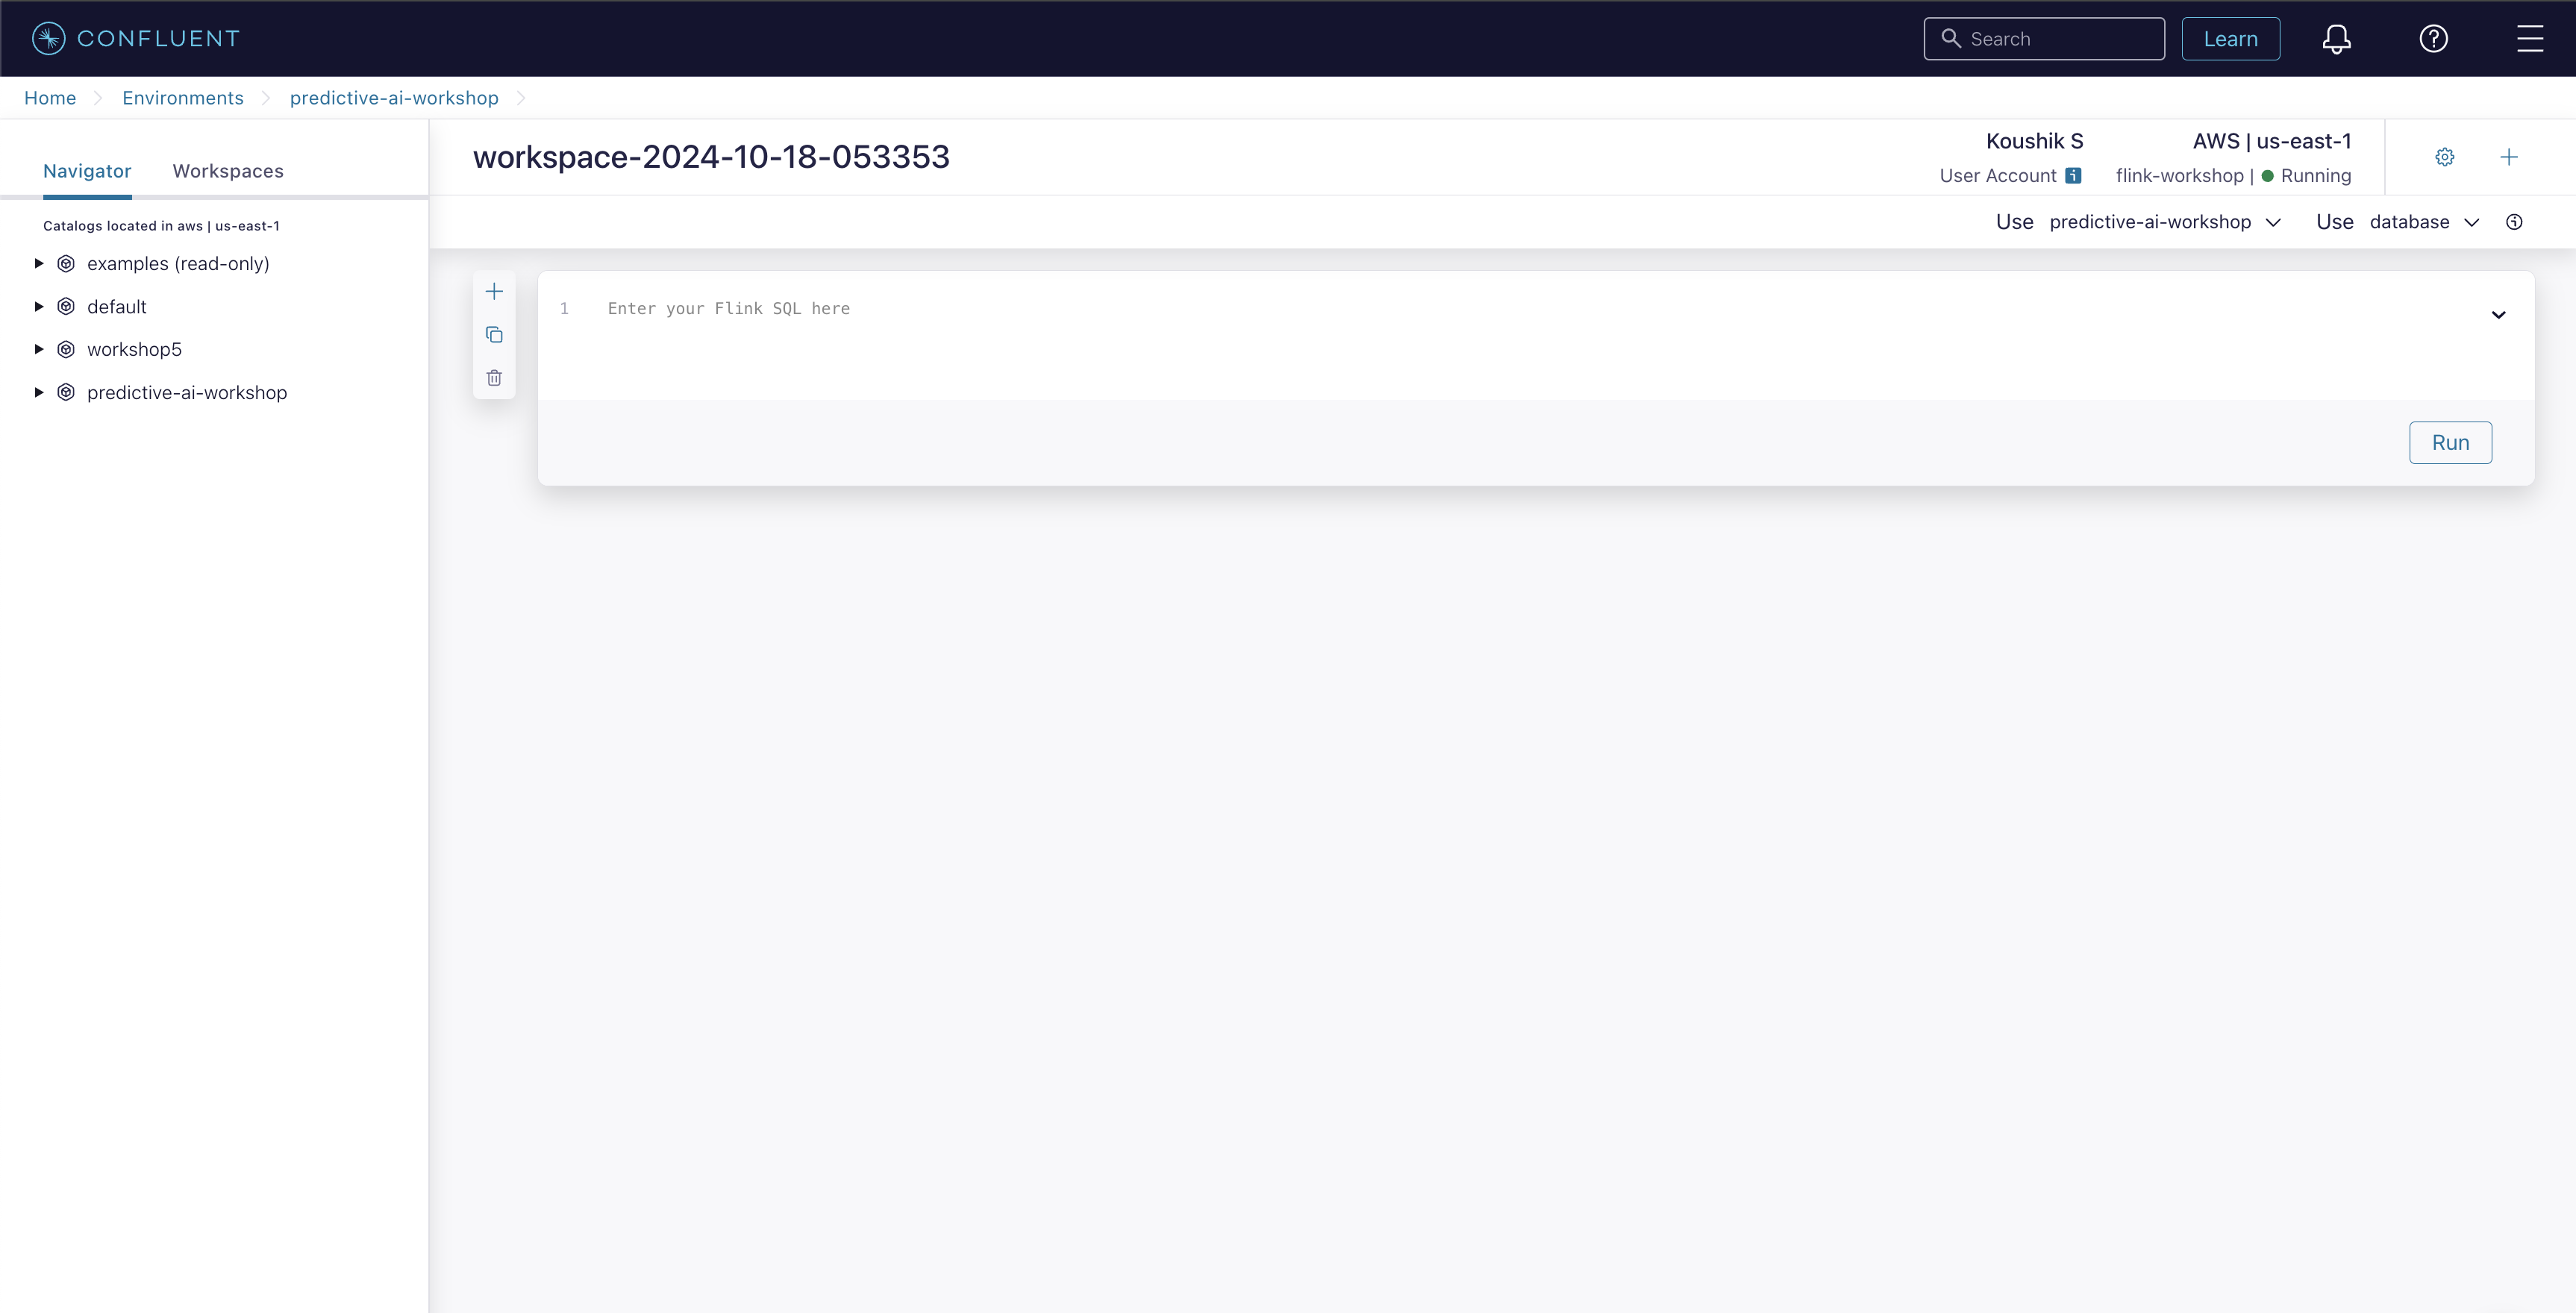 CONFLUENT
Search
Learn
Home
Environments
predictive-ai-workshop
Navigator
Workspaces
Catalogs located in aws | us-east-1
examples (read-only)
default
workshop5
predictive-ai-workshop
workspace-2024-10-18-053353
Koushik S
User Account
AWS | us-east-1
flink-workshop | Running
Use predictive-ai-workshop
Use database
1 Enter your Flink SQL here
Run